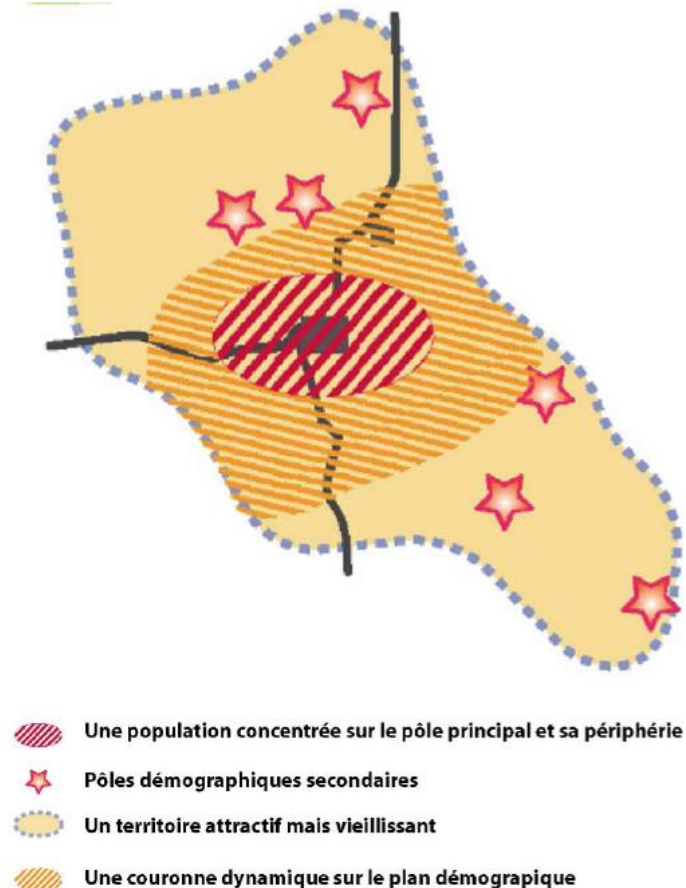 Une population concentrée sur le pôle principal et sa périphérie
Pôles démographiques secondaires
Un territoire attractif mais vieillissant
Une couronne dynamique sur le plan démograpique